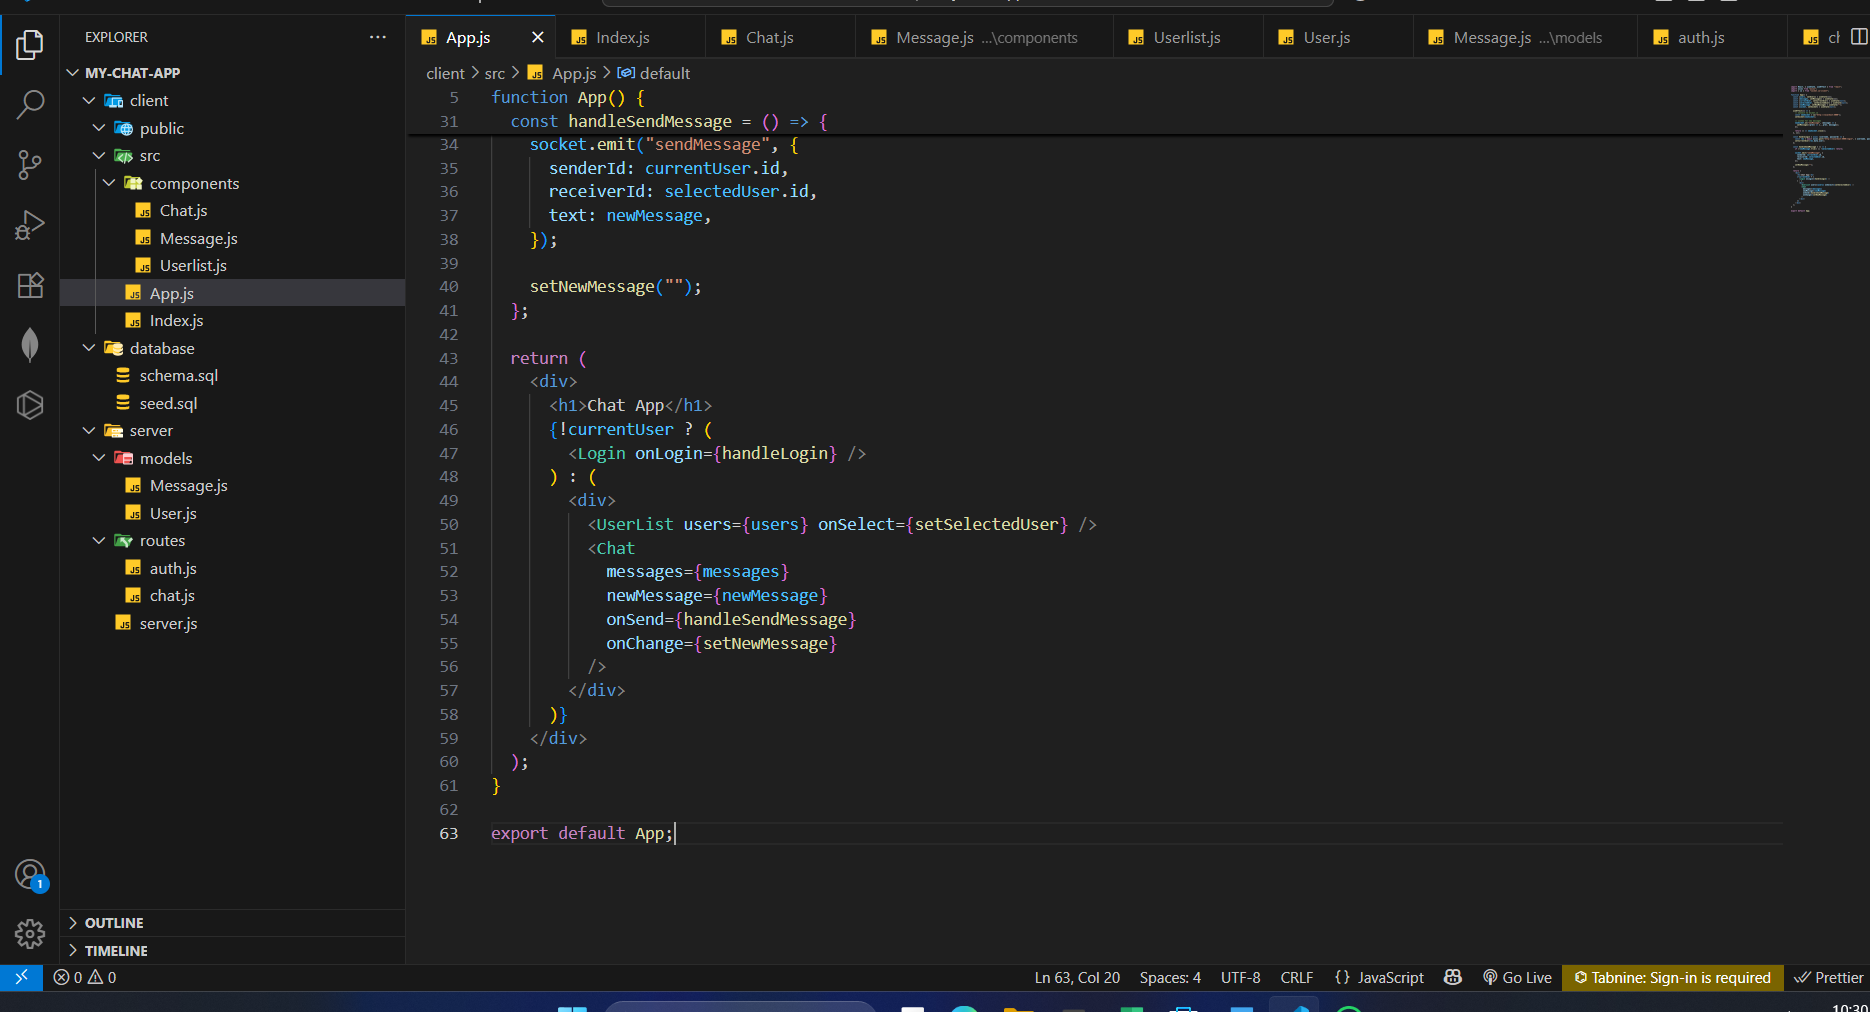 EXPLORER
MY-CHAT-APP
client
public
src
components
Chat.js
Message.js
Userlist.js
App.js
Index.js
database
schema.sql
seed.sql
server
models
Message.js
User.js
routes
auth.js
chat.js
server.js
OUTLINE
TIMELINE
1
App.js
Index.js
Chat.js
Message.js ...\components
Userlist.js
User.js
Message.js ...\models
auth.js
ch
client > src > App.js > default
5 function App() {
31 const handleSendMessage = () => {
34 socket.emit("sendMessage", {
35 senderId: currentUser.id,
36 receiverId: selectedUser.id,
37 text: newMessage,
38 });
39
40 setNewMessage("");
41 };
42
43 return (
44 <div>
45 <h1>Chat App</h1>
46 {!currentUser ? (
47 <Login onLogin={handleLogin} />
48 ) : (
49 <div>
50 <UserList users={users} onSelect={setSelectedUser} />
51 <Chat
52 messages={messages}
53 newMessage={newMessage}
54 onSend={handleSendMessage}
55 onChange={setNewMessage}
56 />
57 </div>
58 )}
59 </div>
60 );
61 }
62
63 export default App;
0 0
Ln 63, Col 20
Spaces: 4
UTF-8
CRLF
{ } JavaScript
Go Live
Tabnine: Sign-in is required
Prettier
10:30